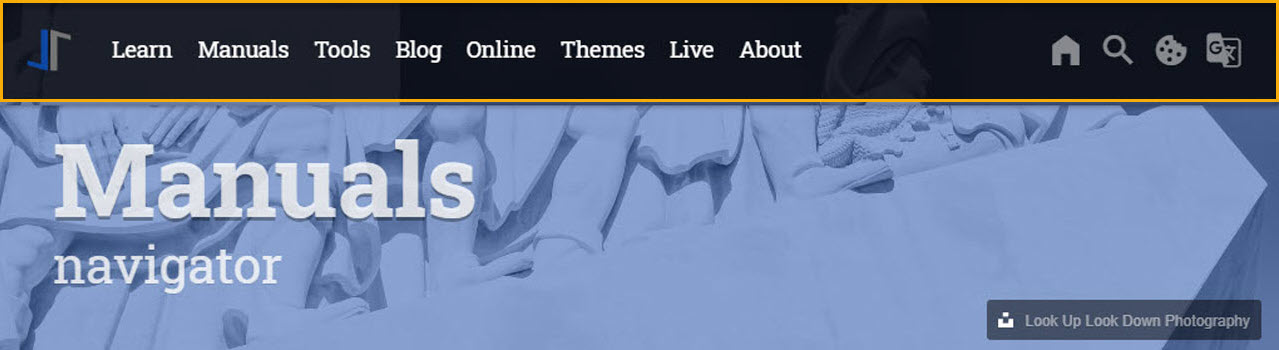 Learn Manuals Tools Blog Online Themes Live About
Manuals
navigator
Look Up Look Down Photography